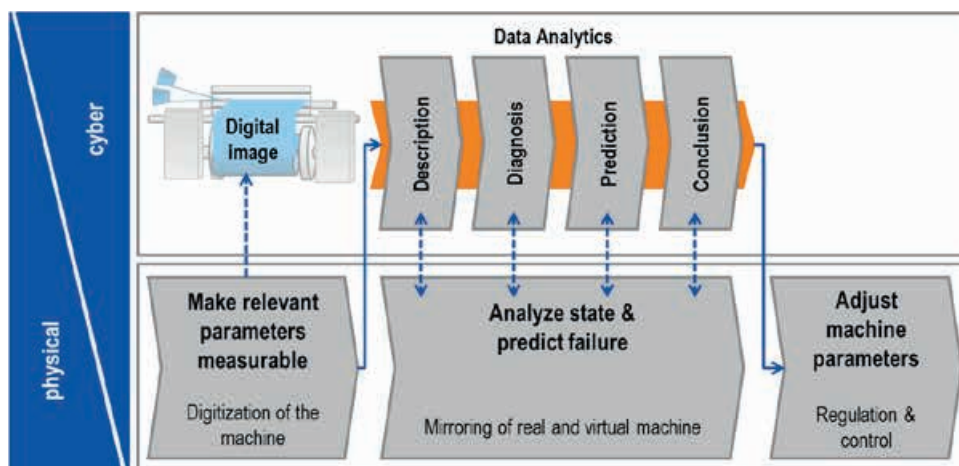 cyber
physical
Data Analytics
Digital
image
Description
Diagnosis
Prediction
Conclusion
Make relevant
parameters
measurable
Digitization of the
machine
Analyze state &
predict failure
Mirroring of real and virtual machine
Adjust
machine
parameters
Regulation &
control